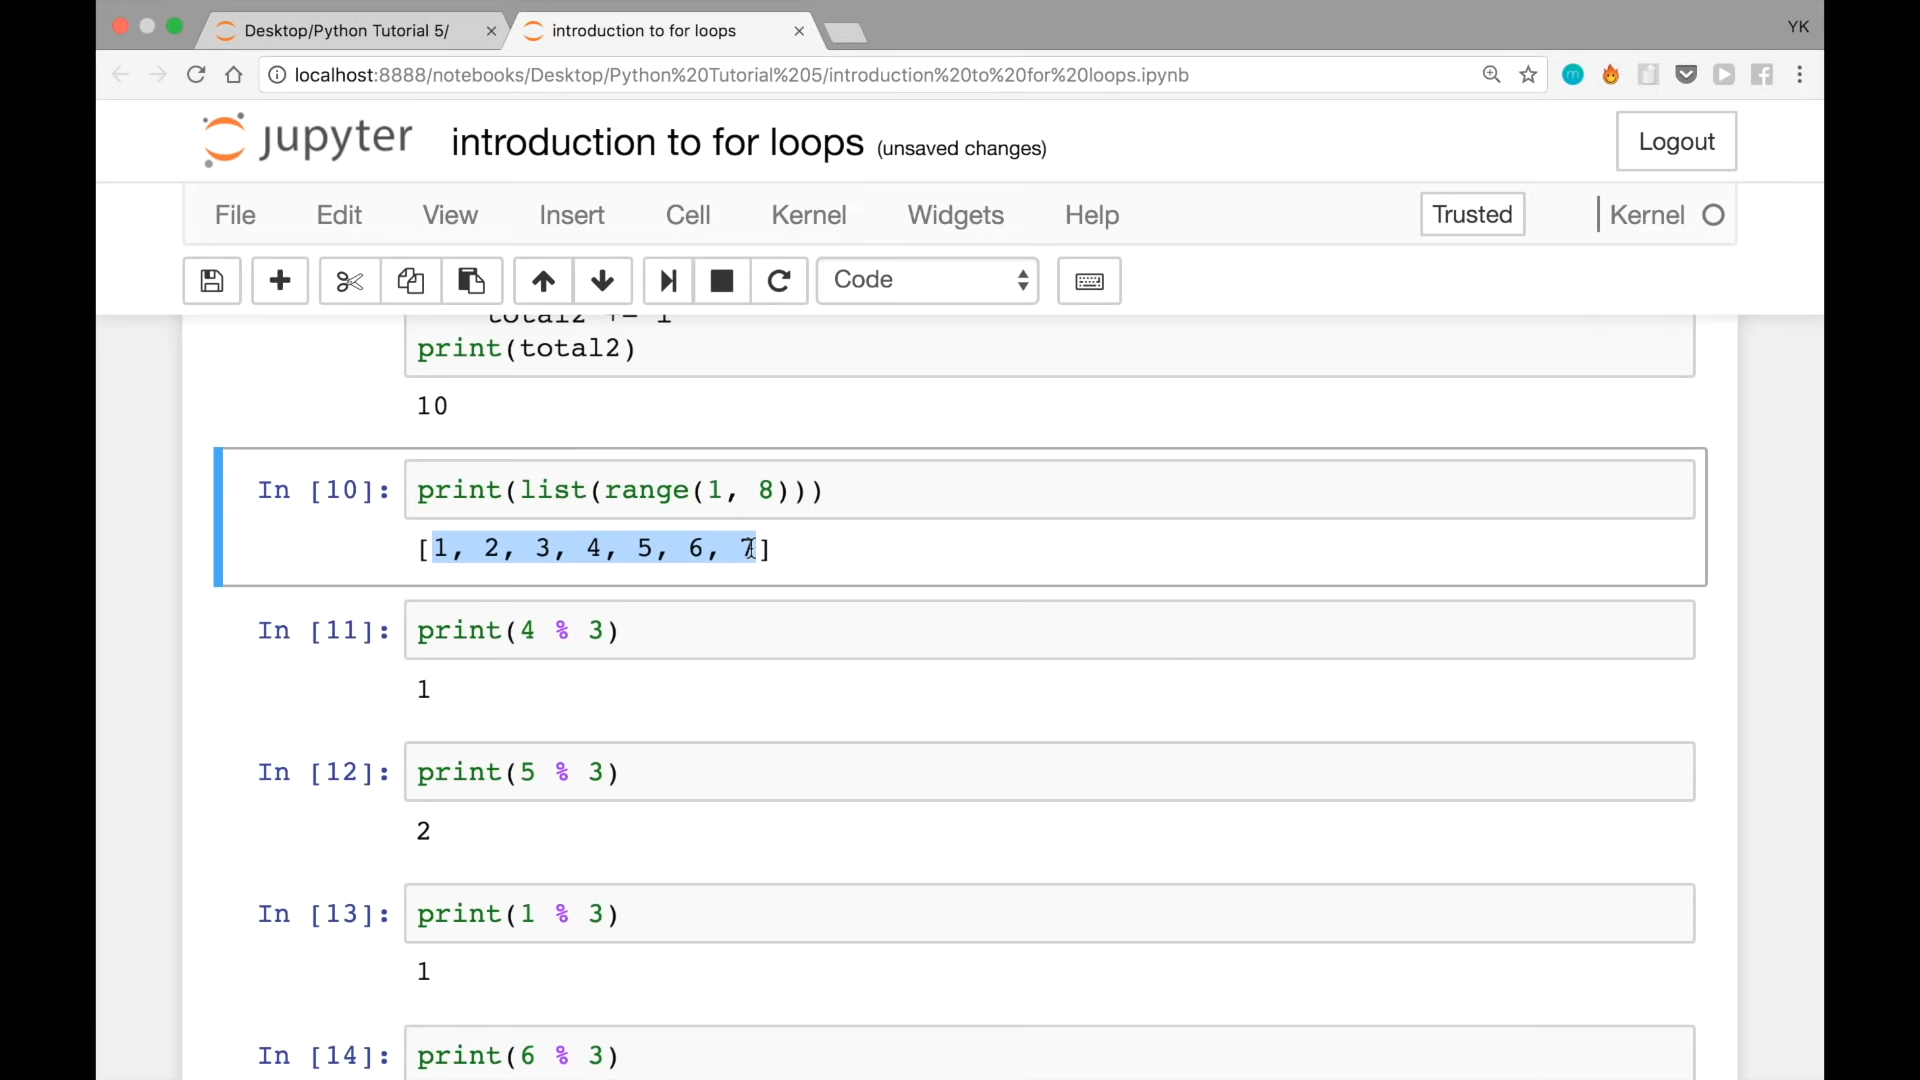 Desktop/Python Tutorial 5/
introduction to for loops
YK
localhost:8888/notebooks/Desktop/Python%20Tutorial%205/introduction%20to%20for%20loops.ipynb
jupyter introduction to for loops (unsaved changes)
Logout
File Edit View Insert Cell Kernel Widgets Help Trusted Kernel
Code
total2 += i
print(total2)
10
In [10]: print(list(range(1, 8)))
[1, 2, 3, 4, 5, 6, 7]
In [11]: print(4 % 3)
1
In [12]: print(5 % 3)
2
In [13]: print(1 % 3)
1
In [14]: print(6 % 3)